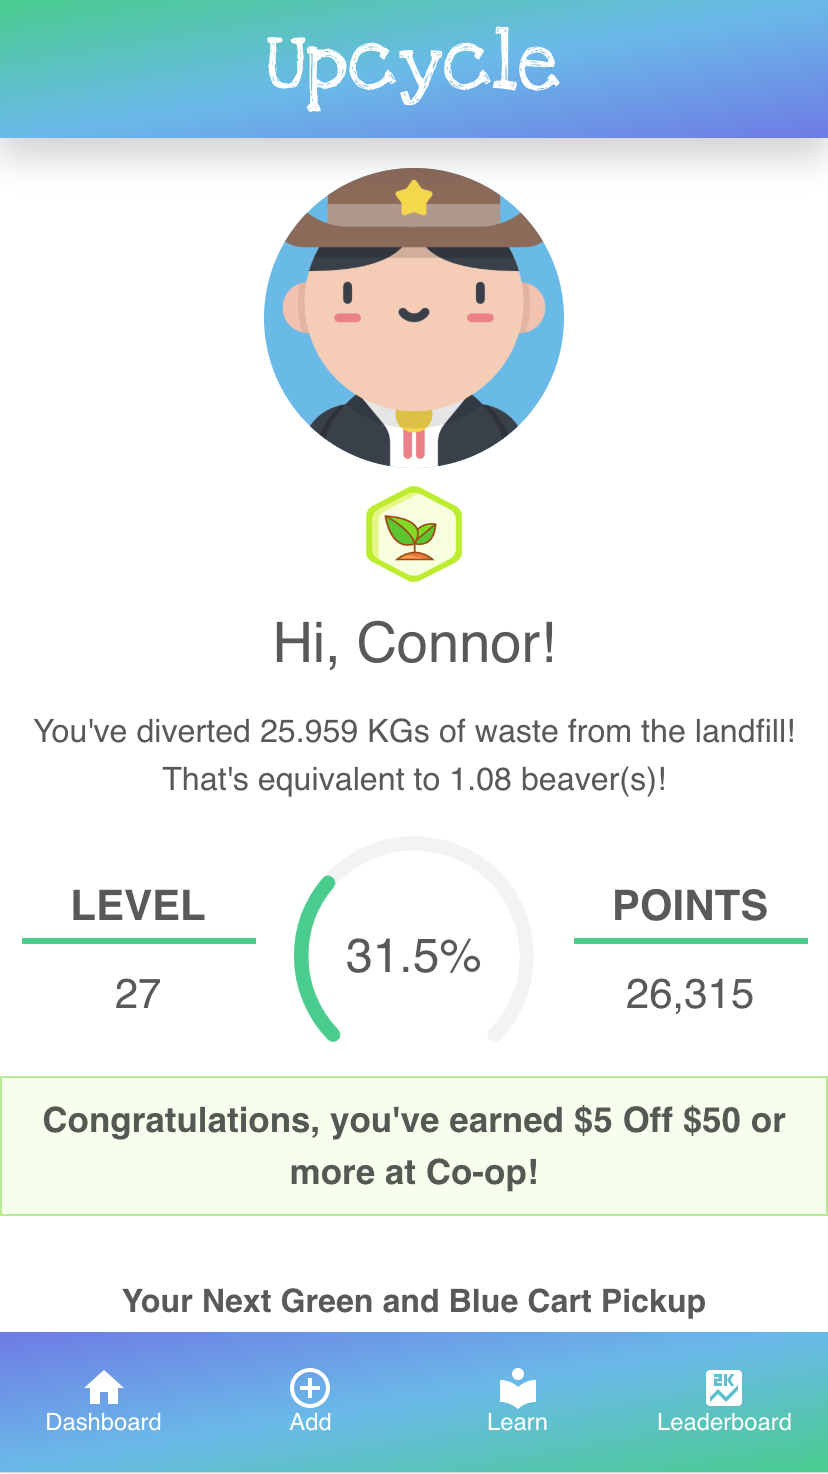 Upcycle
Hi, Connor!
You've diverted 25.959 KGs of waste from the landfill!
That's equivalent to 1.08 beaver(s)!
LEVEL
27
31.5%
POINTS
26,315
Congratulations, you've earned $5 Off $50 or
more at Co-op!
Your Next Green and Blue Cart Pickup
2K
Dashboard
Add
Learn
Leaderboard